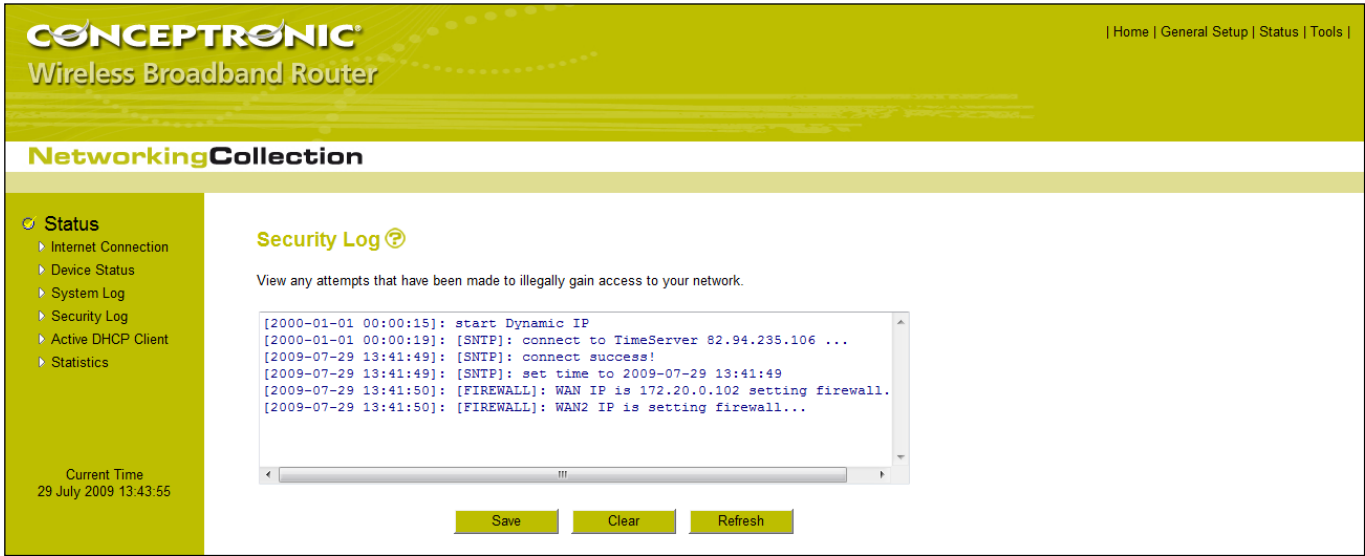 CONCEPTRONIC®
| Home | General Setup | Status | Tools |
Wireless Broadband Router
NetworkingCollection
Status
Internet Connection
Device Status
System Log
Security Log
Active DHCP Client
Statistics
Current Time
29 July 2009 13:43:55
Security Log ?
View any attempts that have been made to illegally gain access to your network.
[2000-01-01 00:00:15]: start Dynamic IP
[2000-01-01 00:00:19]: [SNTP]: connect to TimeServer 82.94.235.106 ...
[2009-07-29 13:41:49]: [SNTP]: connect success!
[2009-07-29 13:41:49]: [SNTP]: set time to 2009-07-29 13:41:49
[2009-07-29 13:41:50]: [FIREWALL]: WAN IP is 172.20.0.102 setting firewall.
[2009-07-29 13:41:50]: [FIREWALL]: WAN2 IP is setting firewall...
Save Clear Refresh